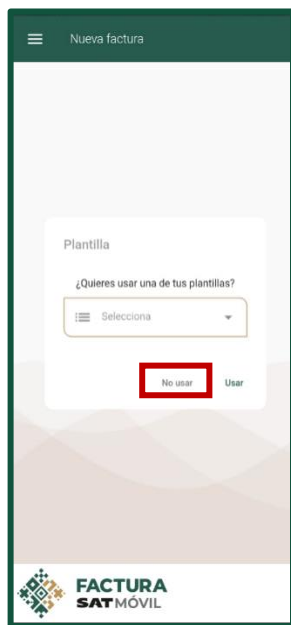 Nueva factura
Plantilla
¿Quieres usar una de tus plantillas?
Selecciona
No usar Usar
FACTURA
SAT MÓVIL